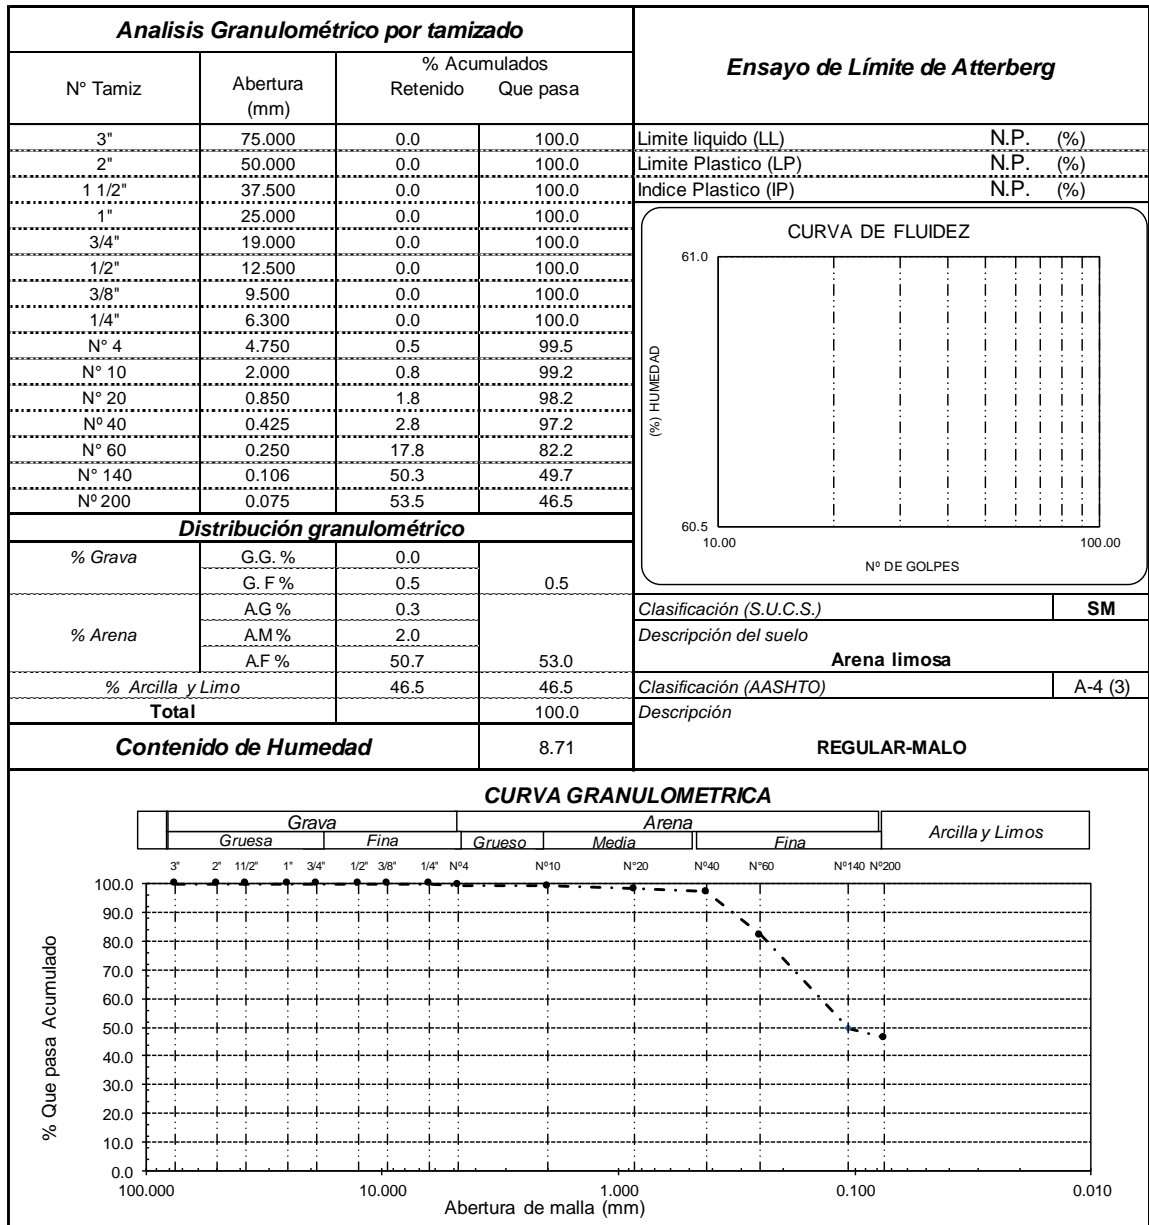 Analisis Granulométrico por tamizado
Ensayo de Límite de Atterberg
N° Tamiz Abertura (mm) % Acumulados
Retenido Que pasa
3" 75.000 0.0 100.0
2" 50.000 0.0 100.0
1 1/2" 37.500 0.0 100.0
1" 25.000 0.0 100.0
3/4" 19.000 0.0 100.0
1/2" 12.500 0.0 100.0
3/8" 9.500 0.0 100.0
1/4" 6.300 0.0 100.0
N° 4 4.750 0.5 99.5
N° 10 2.000 0.8 99.2
N° 20 0.850 1.8 98.2
Nº 40 0.425 2.8 97.2
N° 60 0.250 17.8 82.2
N° 140 0.106 50.3 49.7
Nº 200 0.075 53.5 46.5
Limite liquido (LL) N.P. (%)
Limite Plastico (LP) N.P. (%)
Indice Plastico (IP) N.P. (%)
CURVA DE FLUIDEZ
61.0
(%) HUMEDAD
60.5
10.00 100.00
Nº DE GOLPES
Distribución granulométrico
% Grava G.G. % 0.0
G. F % 0.5 0.5
% Arena A.G % 0.3
A.M % 2.0
A.F % 50.7 53.0
% Arcilla y Limo 46.5 46.5
Total 100.0
Contenido de Humedad 8.71
Clasificación (S.U.C.S.) SM
Descripción del suelo
Arena limosa
Clasificación (AASHTO) A-4 (3)
Descripción
REGULAR-MALO
CURVA GRANULOMETRICA
Grava Arena Arcilla y Limos
Gruesa Fina Grueso Media Fina
3" 2" 11/2" 1" 3/4" 1/2" 3/8" 1/4" Nº4 Nº10 N°20 Nº40 N°60 Nº140 N°200
% Que pasa Acumulado
100.0
90.0
80.0
70.0
60.0
50.0
40.0
30.0
20.0
10.0
0.0
100.000 10.000 1.000 0.100 0.010
Abertura de malla (mm)